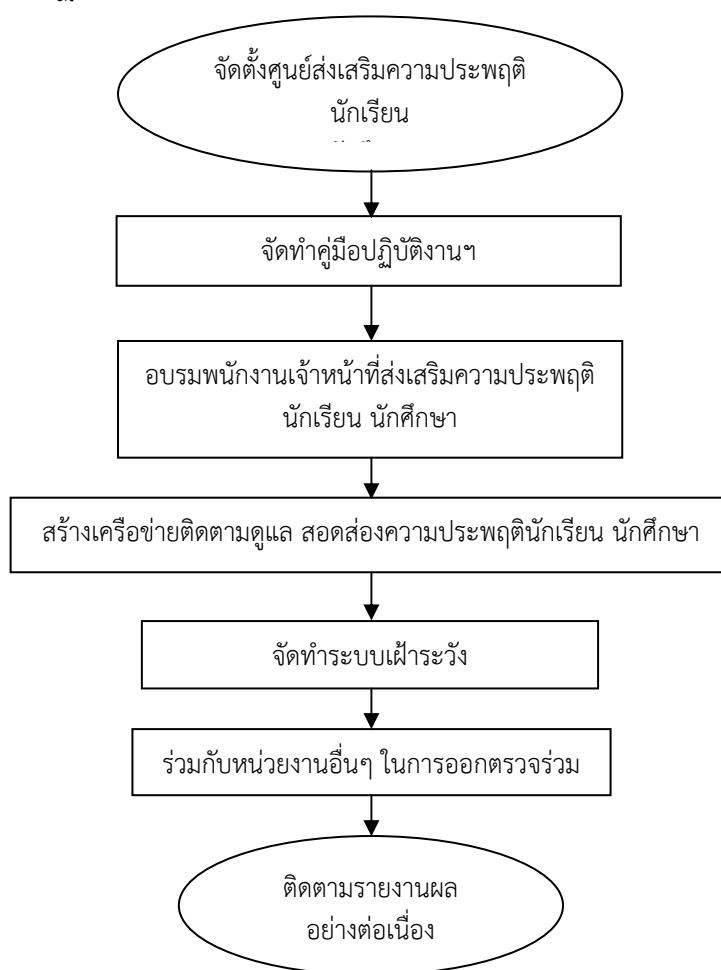 จัดตั้งศูนย์ส่งเสริมความประพฤติ
นักเรียน
จัดทำคู่มือปฏิบัติงานฯ
อบรมพนักงานเจ้าหน้าที่ส่งเสริมความประพฤติ
นักเรียน นักศึกษา
สร้างเครือข่ายติดตามดูแล สอดส่องความประพฤตินักเรียน นักศึกษา
จัดทำระบบเฝ้าระวัง
ร่วมกับหน่วยงานอื่นๆ ในการออกตรวจร่วม
ติดตามรายงานผล
อย่างต่อเนื่อง